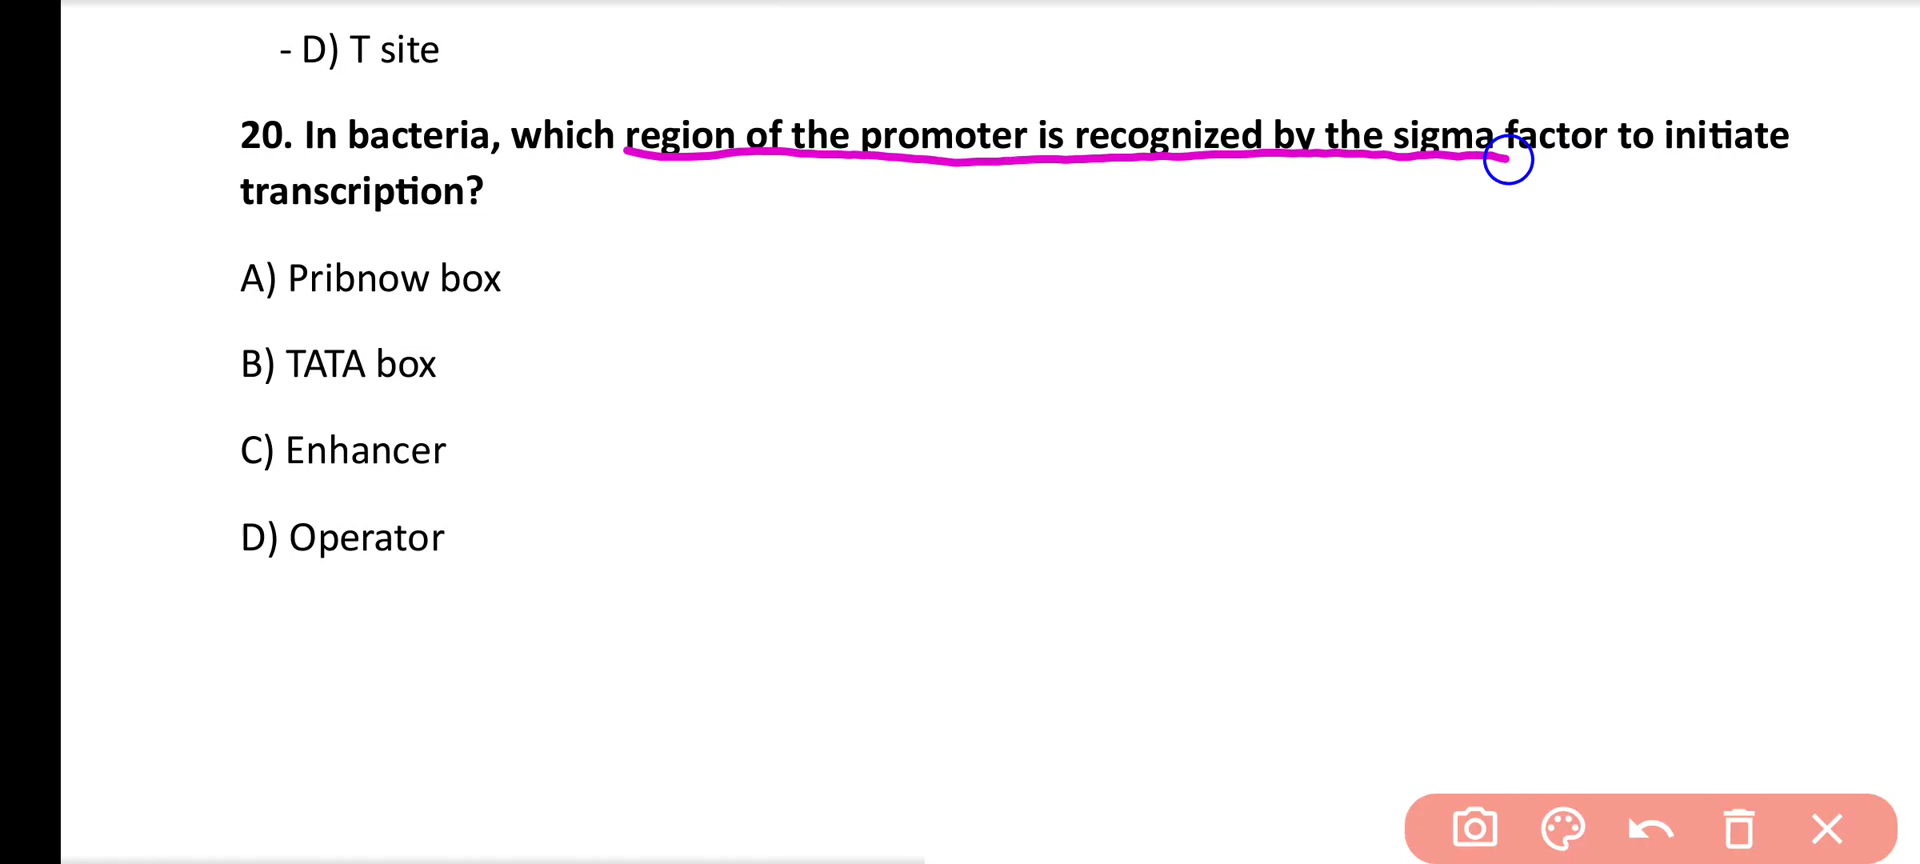 - D) T site
20. In bacteria, which region of the promoter is recognized by the sigma factor to initiate
transcription?
A) Pribnow box
B) TATA box
C) Enhancer
D) Operator